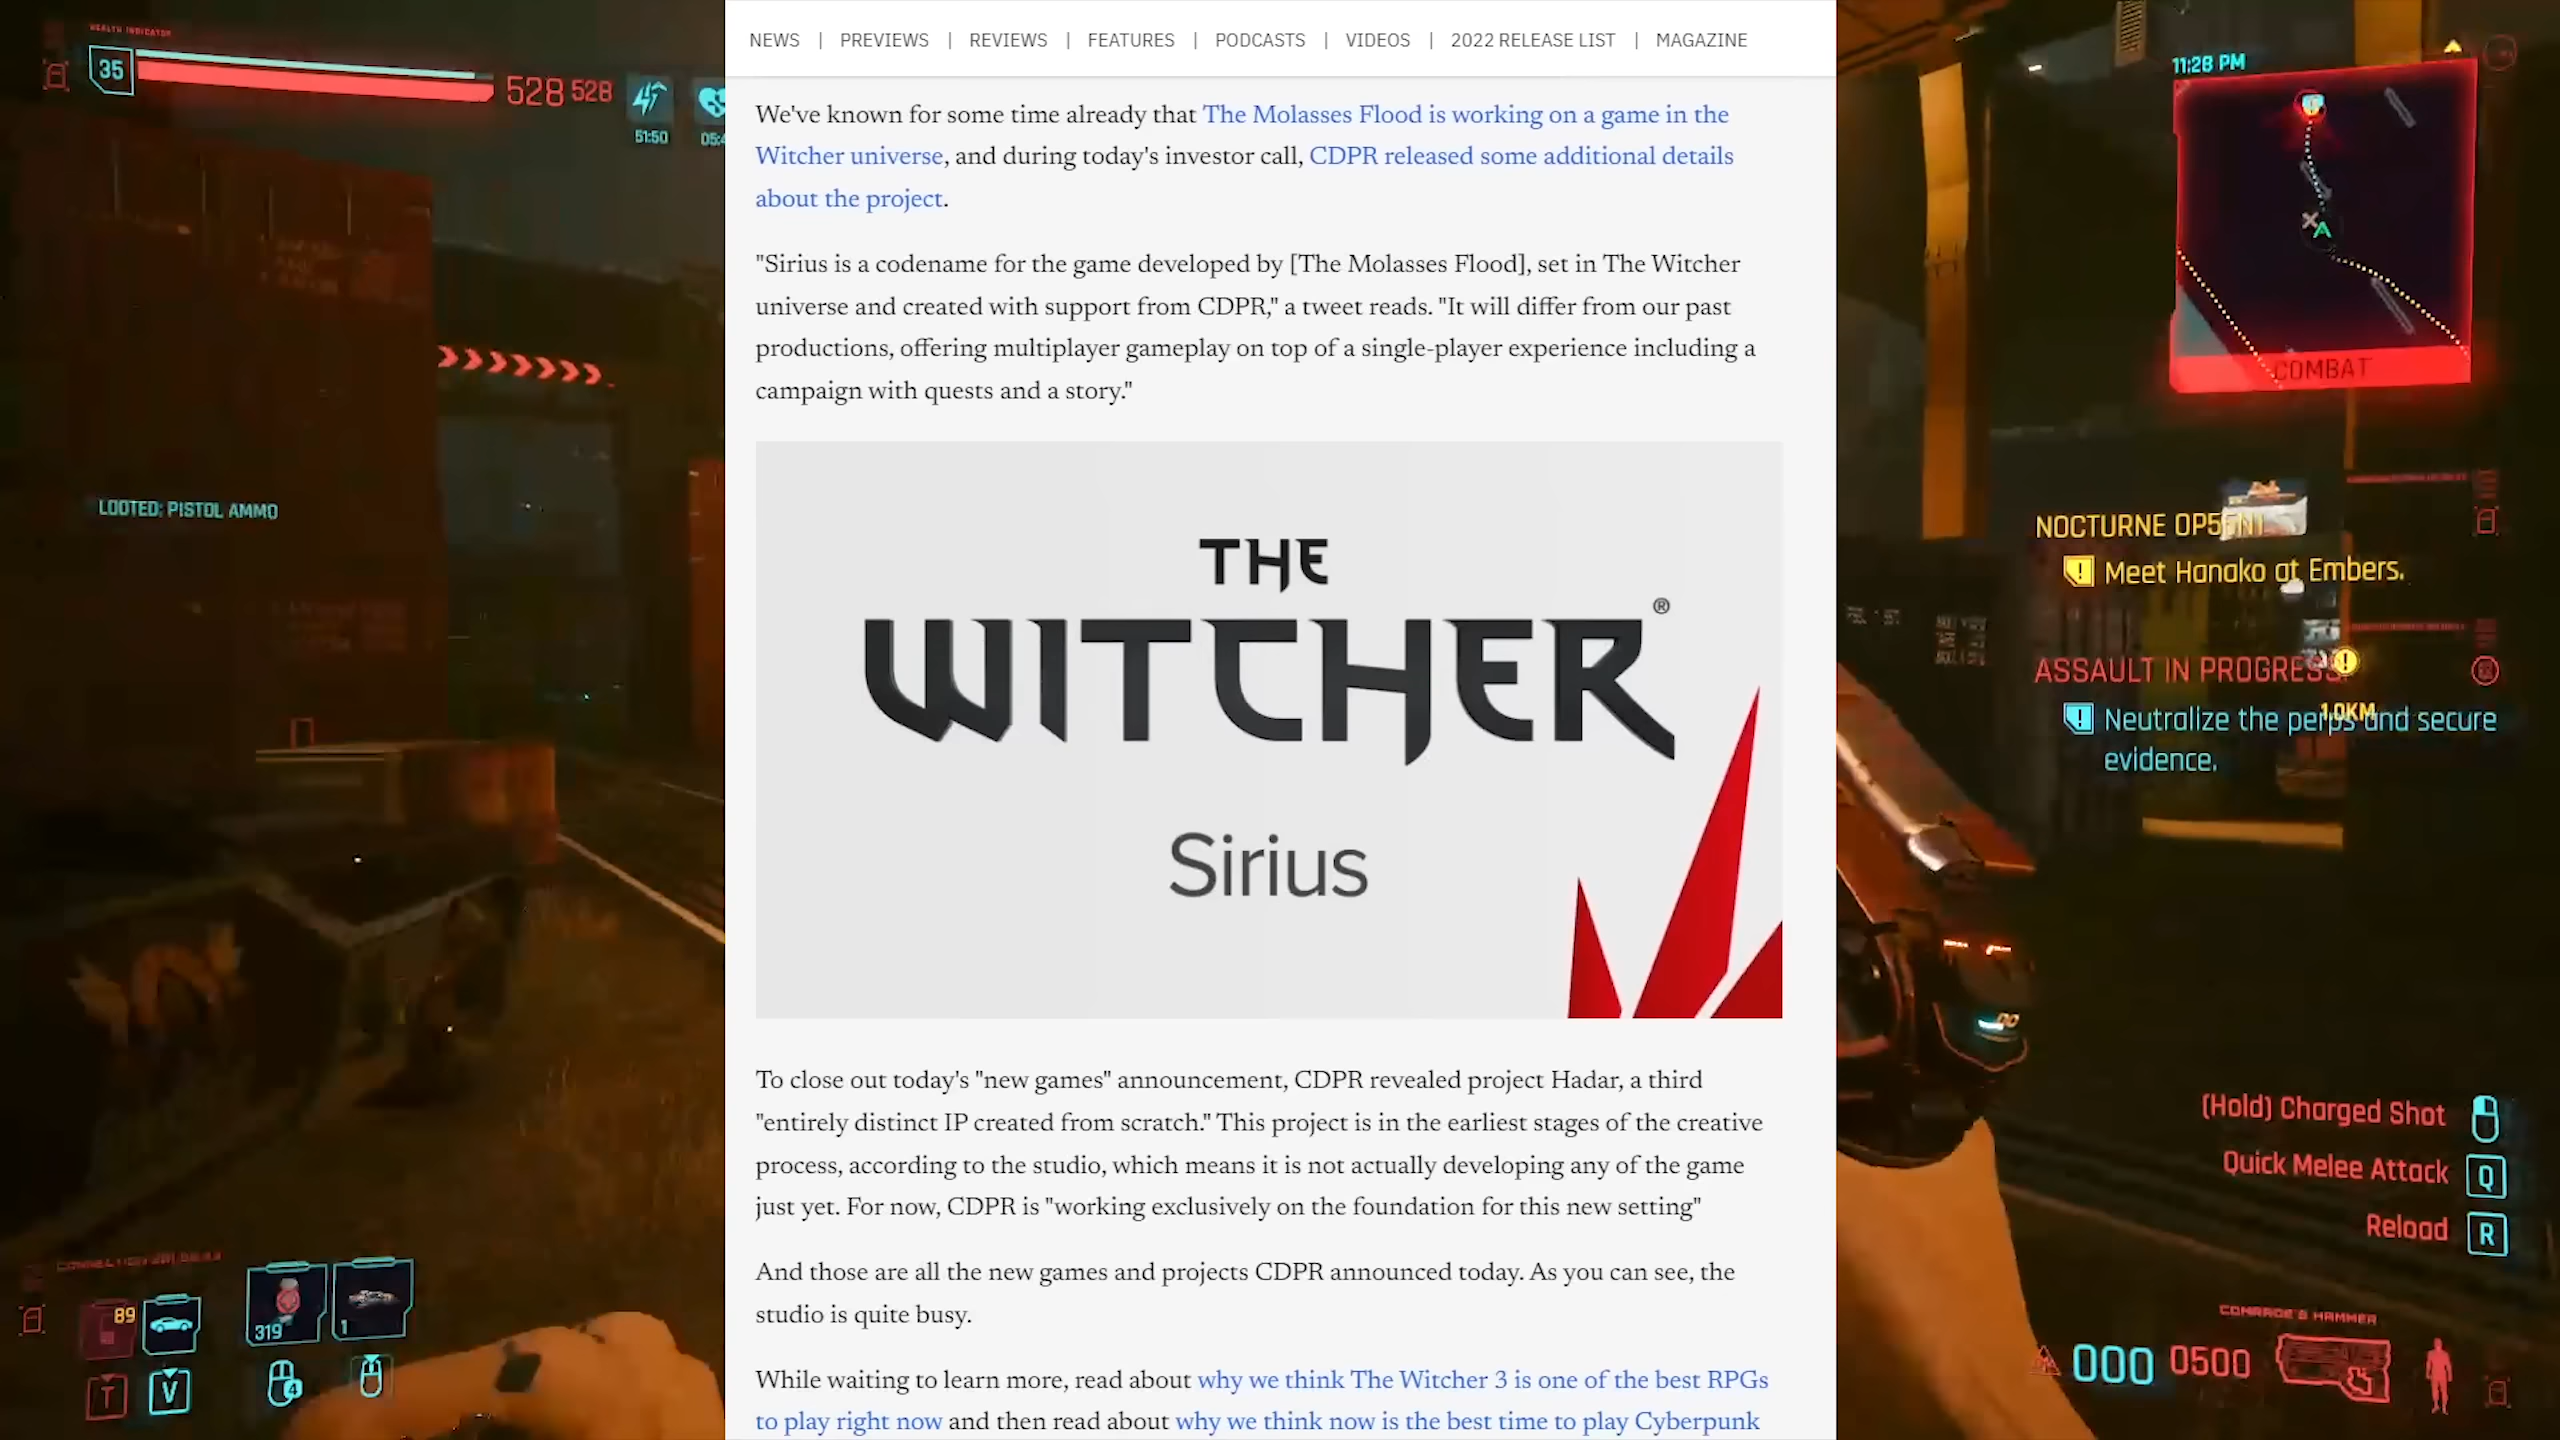 HEALTH INDICATOR
35
528 528
51:50
LOOTED: PISTOL AMMO
89
319
1
T
V
4
NEWS | PREVIEWS | REVIEWS | FEATURES | PODCASTS | VIDEOS | 2022 RELEASE LIST | MAGAZINE
We've known for some time already that The Molasses Flood is working on a game in the
Witcher universe, and during today's investor call, CDPR released some additional details
about the project.
"Sirius is a codename for the game developed by [The Molasses Flood], set in The Witcher
universe and created with support from CDPR," a tweet reads. "It will differ from our past
productions, offering multiplayer gameplay on top of a single-player experience including a
campaign with quests and a story."
THE
WITCHER®
Sirius
To close out today's "new games" announcement, CDPR revealed project Hadar, a third
"entirely distinct IP created from scratch." This project is in the earliest stages of the creative
process, according to the studio, which means it is not actually developing any of the game
just yet. For now, CDPR is "working exclusively on the foundation for this new setting"
And those are all the new games and projects CDPR announced today. As you can see, the
studio is quite busy.
While waiting to learn more, read about why we think The Witcher 3 is one of the best RPGs
to play right now and then read about why we think now is the best time to play Cyberpunk
11:28 PM
COMBAT
NOCTURNE OP55N1
Meet Hanako at Embers.
ASSAULT IN PROGRESS
1.0KM
Neutralize the perps and secure
evidence.
(Hold) Charged Shot
Quick Melee Attack Q
Reload R
COMRADE'S HAMMER
000 0500